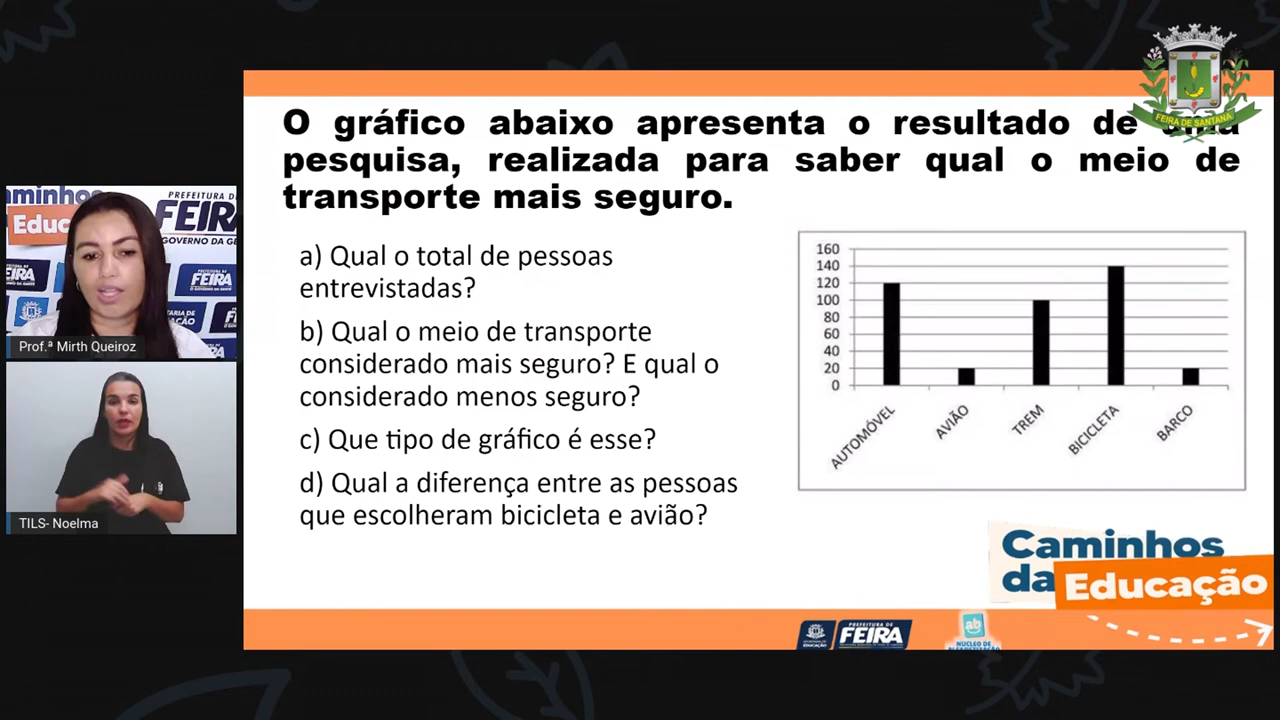 FEIRA DE SANTANA
O gráfico abaixo apresenta o resultado de uma
pesquisa, realizada para saber qual o meio de
transporte mais seguro.
a) Qual o total de pessoas
entrevistadas?
b) Qual o meio de transporte
considerado mais seguro? E qual o
considerado menos seguro?
c) Que tipo de gráfico é esse?
d) Qual a diferença entre as pessoas
que escolheram bicicleta e avião?
160
140
120
100
80
60
40
20
0
AUTOMÓVEL
AVIÃO
TREM
BICICLETA
BARCO
Prof.ª Mirth Queiroz
TILS- Noelma
Caminhos
da Educação
PREFEITURA DE
FEIRA
NÚCLEO DE